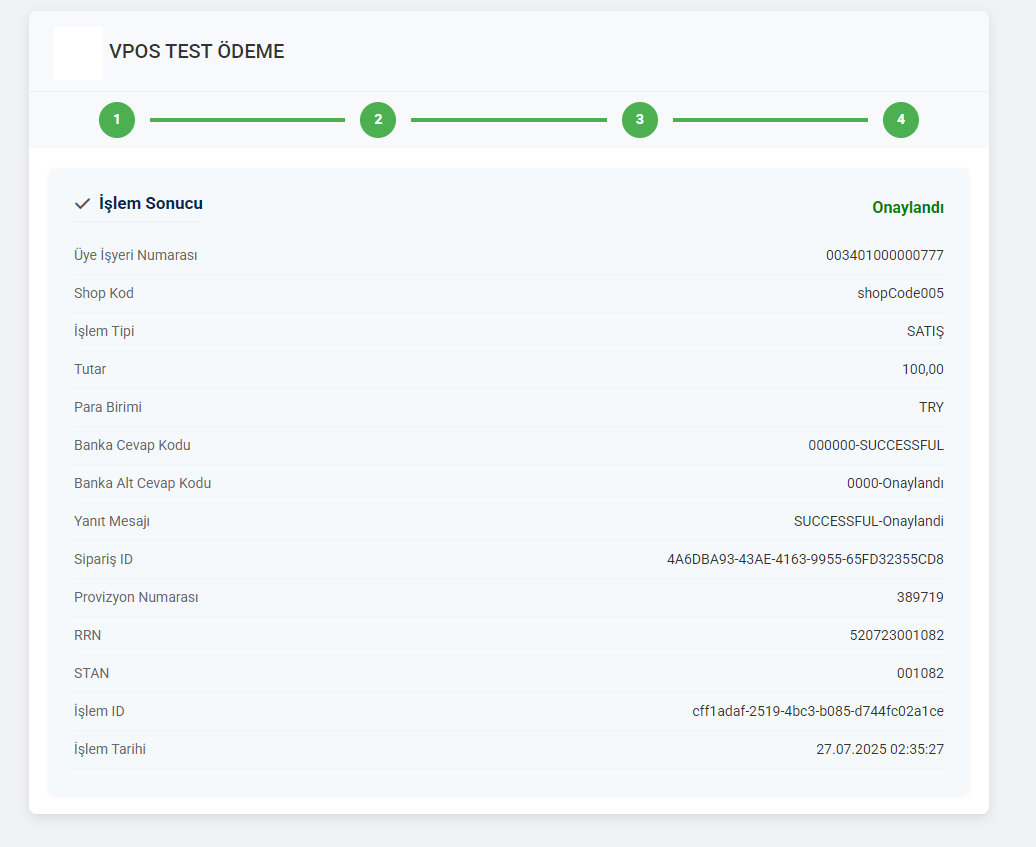 VPOS TEST ÖDEME
1 2 3 4
İşlem Sonucu Onaylandı
Üye İşyeri Numarası 003401000000777
Shop Kod shopCode005
İşlem Tipi SATIŞ
Tutar 100,00
Para Birimi TRY
Banka Cevap Kodu 000000-SUCCESSFUL
Banka Alt Cevap Kodu 0000-Onaylandı
Yanıt Mesajı SUCCESSFUL-Onaylandi
Sipariş ID 4A6DBA93-43AE-4163-9955-65FD32355CD8
Provizyon Numarası 389719
RRN 520723001082
STAN 001082
İşlem ID cff1adaf-2519-4bc3-b085-d744fc02a1ce
İşlem Tarihi 27.07.2025 02:35:27